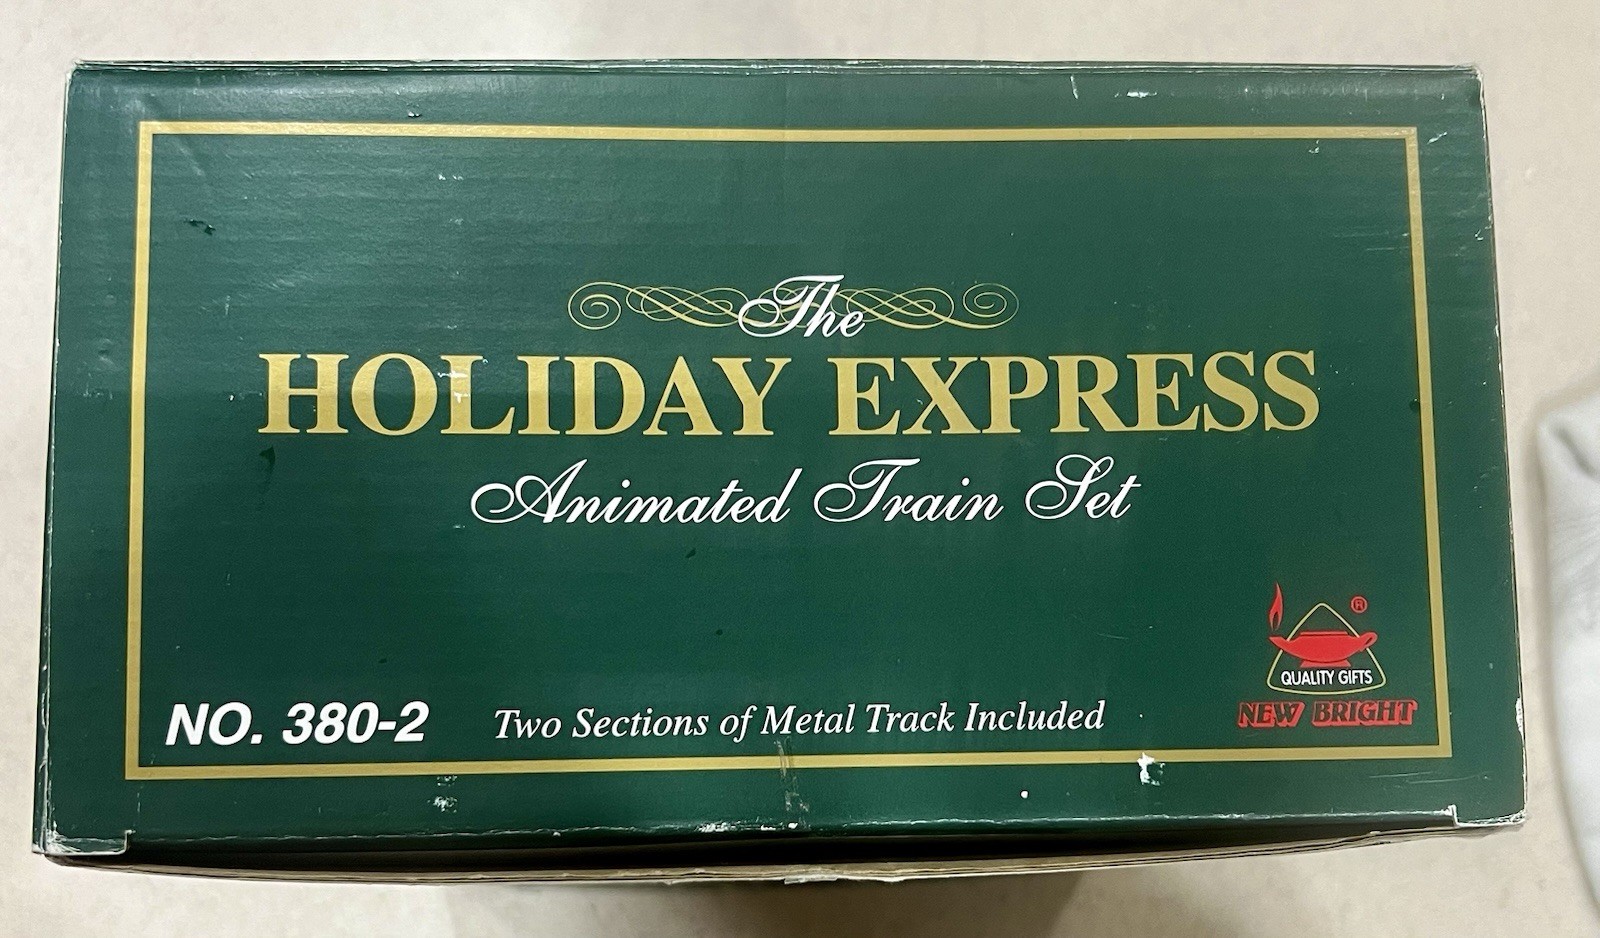 The
HOLIDAY EXPRESS
Animated Train Set
NO. 380-2
Two Sections of Metal Track Included
®
QUALITY GIFTS
NEW BRIGHT